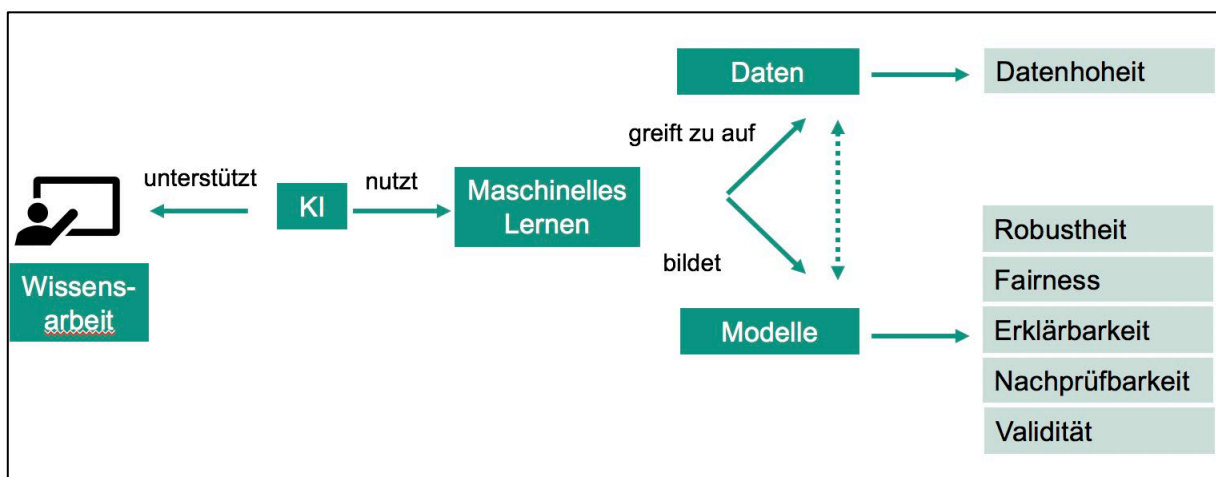 Daten
Datenhoheit
greift zu auf
unterstützt
KI
nutzt
Maschinelles
Lernen
bildet
Wissens-
arbeit
Modelle
Robustheit
Fairness
Erklärbarkeit
Nachprüfbarkeit
Validität